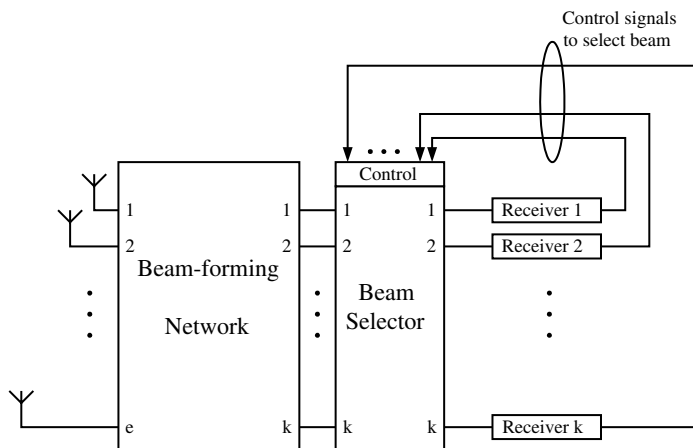 Control signals
to select beam
Control
1 1 1 1 Receiver 1
2 2 2 2 Receiver 2
Beam-forming
Network
Beam
Selector
e k k k Receiver k